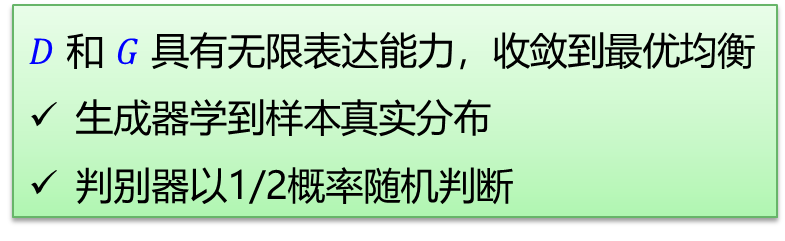 D 和 G 具有无限表达能力，收敛到最优均衡
✓ 生成器学到样本真实分布
✓ 判别器以1/2概率随机判断